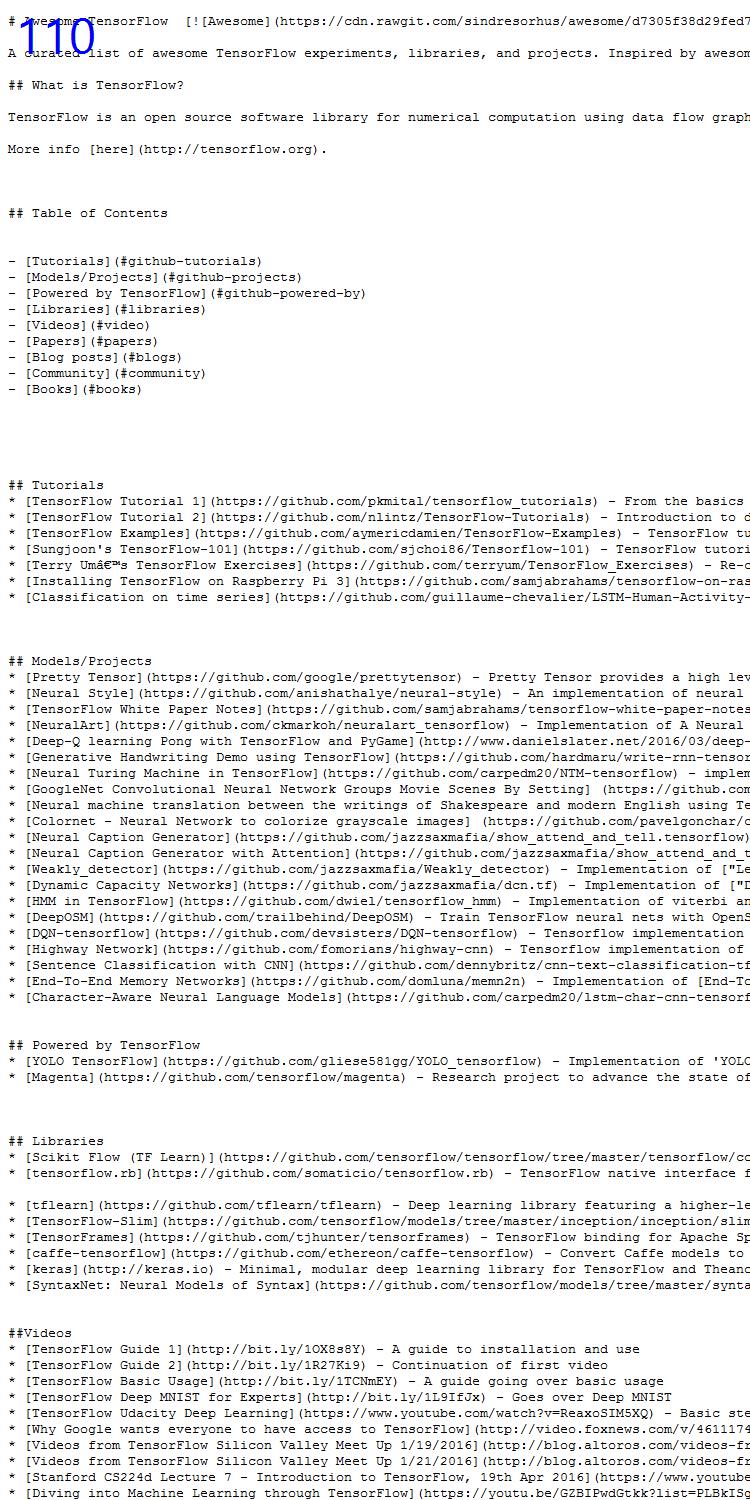 # Awesome TensorFlow  [![Awesome](https://cdn.rawgit.com/sindresorhus/awesome/d7305f38d29fed7
110
A curated list of awesome TensorFlow experiments, libraries, and projects. Inspired by awesom
## What is TensorFlow?
TensorFlow is an open source software library for numerical computation using data flow graph
More info [here](http://tensorflow.org).
## Table of Contents
- [Tutorials](#github-tutorials)
- [Models/Projects](#github-projects)
- [Powered by TensorFlow](#github-powered-by)
- [Libraries](#libraries)
- [Videos](#video)
- [Papers](#papers)
- [Blog posts](#blogs)
- [Community](#community)
- [Books](#books)
## Tutorials
* [TensorFlow Tutorial 1](https://github.com/pkmital/tensorflow_tutorials) - From the basics
* [TensorFlow Tutorial 2](https://github.com/nlintz/TensorFlow-Tutorials) - Introduction to d
* [TensorFlow Examples](https://github.com/aymericdamien/TensorFlow-Examples) - TensorFlow tu
* [Sungjoon's TensorFlow-101](https://github.com/sjchoi86/Tensorflow-101) - TensorFlow tutori
* [Terry Umâ€™s TensorFlow Exercises](https://github.com/terryum/TensorFlow_Exercises) - Re-c
* [Installing TensorFlow on Raspberry Pi 3](https://github.com/samjabrahams/tensorflow-on-ras
* [Classification on time series](https://github.com/guillaume-chevalier/LSTM-Human-Activity-
## Models/Projects
* [Pretty Tensor](https://github.com/google/prettytensor) - Pretty Tensor provides a high lev
* [Neural Style](https://github.com/anishathalye/neural-style) - An implementation of neural
* [TensorFlow White Paper Notes](https://github.com/samjabrahams/tensorflow-white-paper-notes
* [NeuralArt](https://github.com/ckmarkoh/neuralart_tensorflow) - Implementation of A Neural
* [Deep-Q learning Pong with TensorFlow and PyGame](http://www.danielslater.net/2016/03/deep-
* [Generative Handwriting Demo using TensorFlow](https://github.com/hardmaru/write-rnn-tensor
* [Neural Turing Machine in TensorFlow](https://github.com/carpedm20/NTM-tensorflow) - implem
* [GoogleNet Convolutional Neural Network Groups Movie Scenes By Setting] (https://github.com
* [Neural machine translation between the writings of Shakespeare and modern English using Te
* [Colornet - Neural Network to colorize grayscale images] (https://github.com/pavelgonchar/c
* [Neural Caption Generator](https://github.com/jazzsaxmafia/show_attend_and_tell.tensorflow)
* [Neural Caption Generator with Attention](https://github.com/jazzsaxmafia/show_attend_and_t
* [Weakly_detector](https://github.com/jazzsaxmafia/Weakly_detector) - Implementation of ["Le
* [Dynamic Capacity Networks](https://github.com/jazzsaxmafia/dcn.tf) - Implementation of ["D
* [HMM in TensorFlow](https://github.com/dwiel/tensorflow_hmm) - Implementation of viterbi an
* [DeepOSM](https://github.com/trailbehind/DeepOSM) - Train TensorFlow neural nets with OpenS
* [DQN-tensorflow](https://github.com/devsisters/DQN-tensorflow) - Tensorflow implementation
* [Highway Network](https://github.com/fomorians/highway-cnn) - Tensorflow implementation of
* [Sentence Classification with CNN](https://github.com/dennybritz/cnn-text-classification-tf
* [End-To-End Memory Networks](https://github.com/domluna/memn2n) - Implementation of [End-To
* [Character-Aware Neural Language Models](https://github.com/carpedm20/lstm-char-cnn-tensorf
## Powered by TensorFlow
* [YOLO TensorFlow](https://github.com/gliese581gg/YOLO_tensorflow) - Implementation of 'YOLO
* [Magenta](https://github.com/tensorflow/magenta) - Research project to advance the state of
## Libraries
* [Scikit Flow (TF Learn)](https://github.com/tensorflow/tensorflow/tree/master/tensorflow/co
* [tensorflow.rb](https://github.com/somaticio/tensorflow.rb) - TensorFlow native interface f
* [tflearn](https://github.com/tflearn/tflearn) - Deep learning library featuring a higher-le
* [TensorFlow-Slim](https://github.com/tensorflow/models/tree/master/inception/inception/slim
* [TensorFrames](https://github.com/tjhunter/tensorframes) - TensorFlow binding for Apache Sp
* [caffe-tensorflow](https://github.com/ethereon/caffe-tensorflow) - Convert Caffe models to
* [keras](http://keras.io) - Minimal, modular deep learning library for TensorFlow and Theano
* [SyntaxNet: Neural Models of Syntax](https://github.com/tensorflow/models/tree/master/synta
##Videos
* [TensorFlow Guide 1](http://bit.ly/1OX8s8Y) - A guide to installation and use
* [TensorFlow Guide 2](http://bit.ly/1R27Ki9) - Continuation of first video
* [TensorFlow Basic Usage](http://bit.ly/1TCNmEY) - A guide going over basic usage
* [TensorFlow Deep MNIST for Experts](http://bit.ly/1L9IfJx) - Goes over Deep MNIST
* [TensorFlow Udacity Deep Learning](https://www.youtube.com/watch?v=ReaxoSIM5XQ) - Basic ste
* [Why Google wants everyone to have access to TensorFlow](http://video.foxnews.com/v/4611174
* [Videos from TensorFlow Silicon Valley Meet Up 1/19/2016](http://blog.altoros.com/videos-fr
* [Videos from TensorFlow Silicon Valley Meet Up 1/21/2016](http://blog.altoros.com/videos-fr
* [Stanford CS224d Lecture 7 - Introduction to TensorFlow, 19th Apr 2016](https://www.youtube
* [Diving into Machine Learning through TensorFlow](https://youtu.be/GZBIPwdGtkk?list=PLBkISg